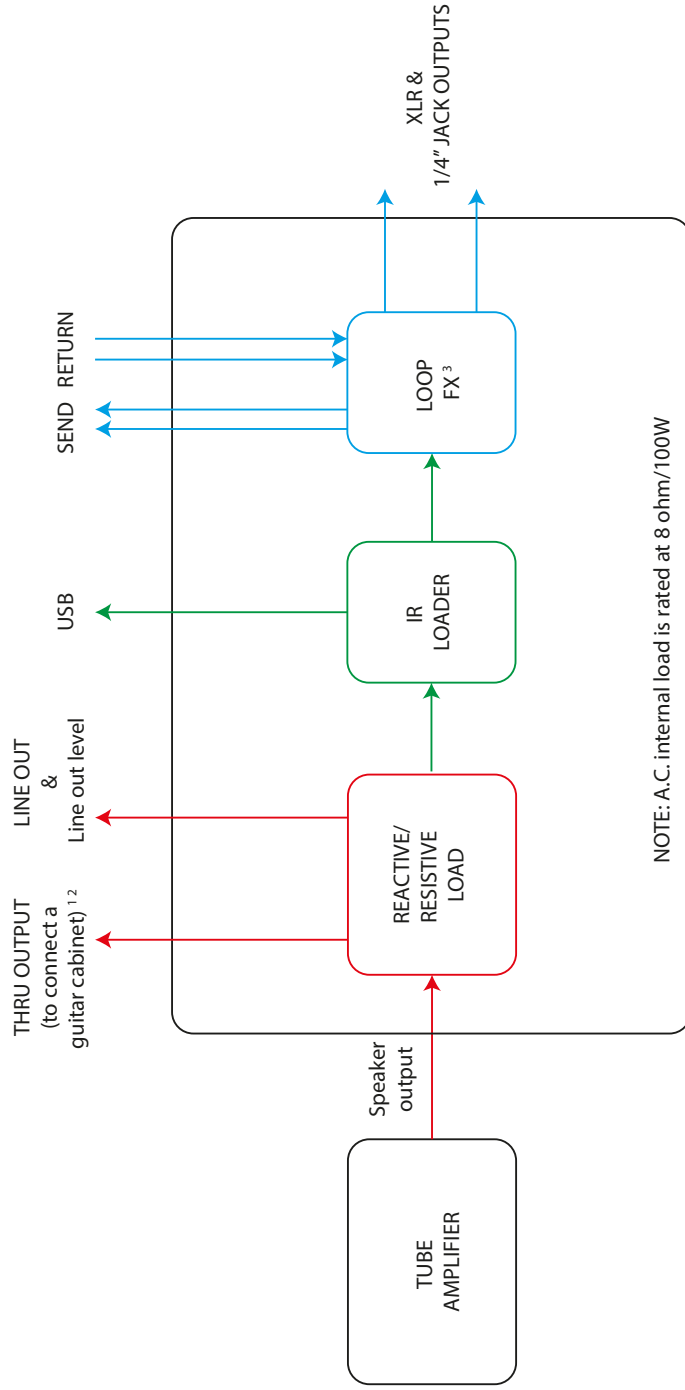 THRU OUTPUT
(to connect a
guitar cabinet) ¹ ²
LINE OUT
&
Line out level
USB
SEND
RETURN
TUBE
AMPLIFIER
Speaker
output
REACTIVE/
RESISTIVE
LOAD
IR
LOADER
LOOP
FX ³
XLR &
1/4” JACK OUTPUTS
NOTE: A.C. internal load is rated at 8 ohm/100W